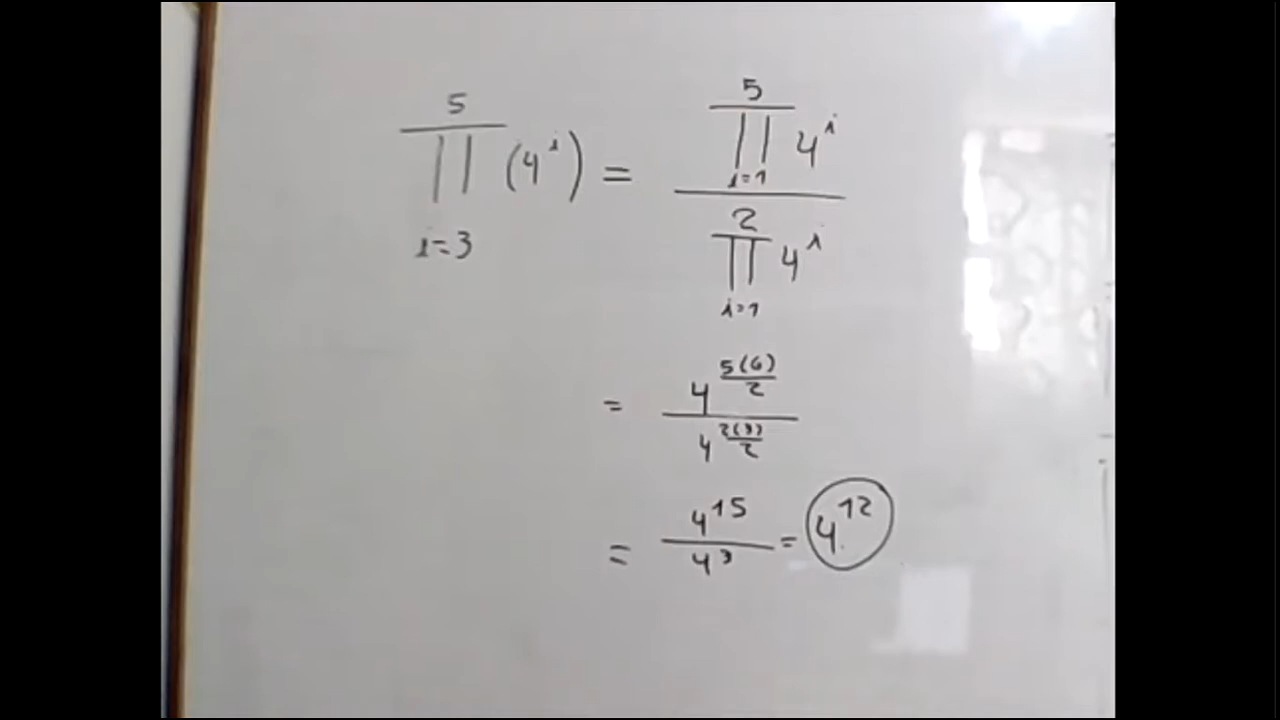 5 5
∏ (4^i) = ∏ 4^i
i=3 i=1
2
∏ 4^i
i=1
= 4^(5(6)/2)
4^(2(3)/2)
= 4^15 / 4^3 = 4^12